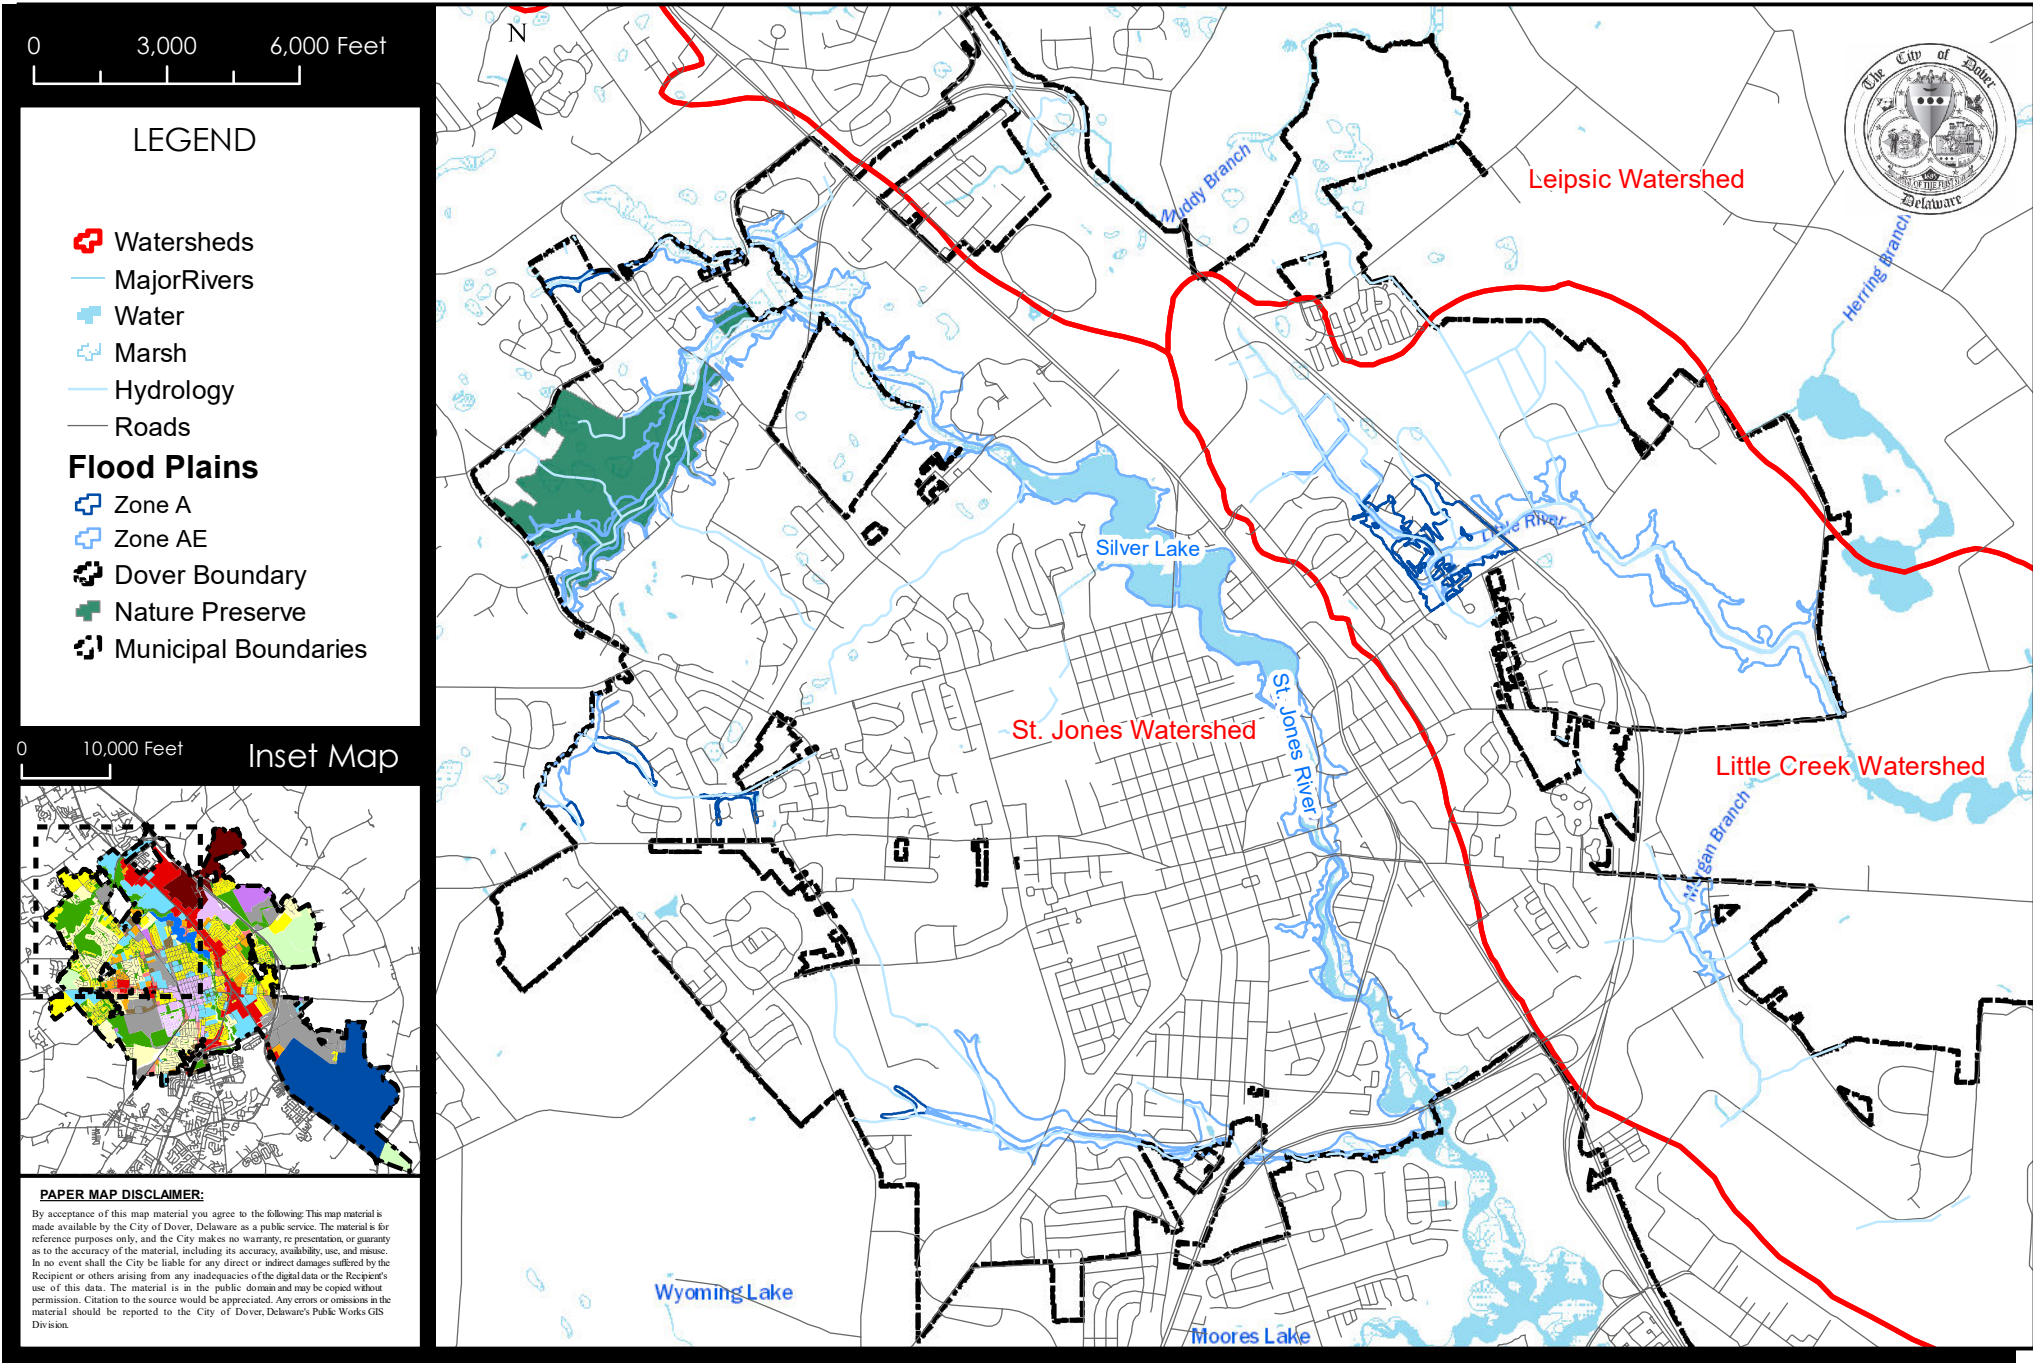 0 3,000 6,000 Feet
LEGEND
Watersheds
MajorRivers
Water
Marsh
Hydrology
Roads
Flood Plains
Zone A
Zone AE
Dover Boundary
Nature Preserve
Municipal Boundaries
0 10,000 Feet Inset Map
PAPER MAP DISCLAIMER:
By acceptance of this map material you agree to the following: This map material is
made available by the City of Dover, Delaware as a public service. The material is for
reference purposes only, and the City makes no warranty, re presentation, or guaranty
as to the accuracy of the material, including its accuracy, availability, use, and misuse.
In no event shall the City be liable for any direct or indirect damages suffered by the
Recipient or others arising from any inadequacies of the digital data or the Recipient's
use of this data. The material is in the public domain and may be copied without
permission. Citation to the source would be appreciated. Any errors or omissions in the
material should be reported to the City of Dover, Delaware's Public Works GIS
Division.
N
The City of Dover
Delaware
Muddy Branch
Leipsic Watershed
Herring Branch
Silver Lake
Little River
St. Jones River
St. Jones Watershed
Little Creek Watershed
Morgan Branch
Wyoming Lake
Moores Lake